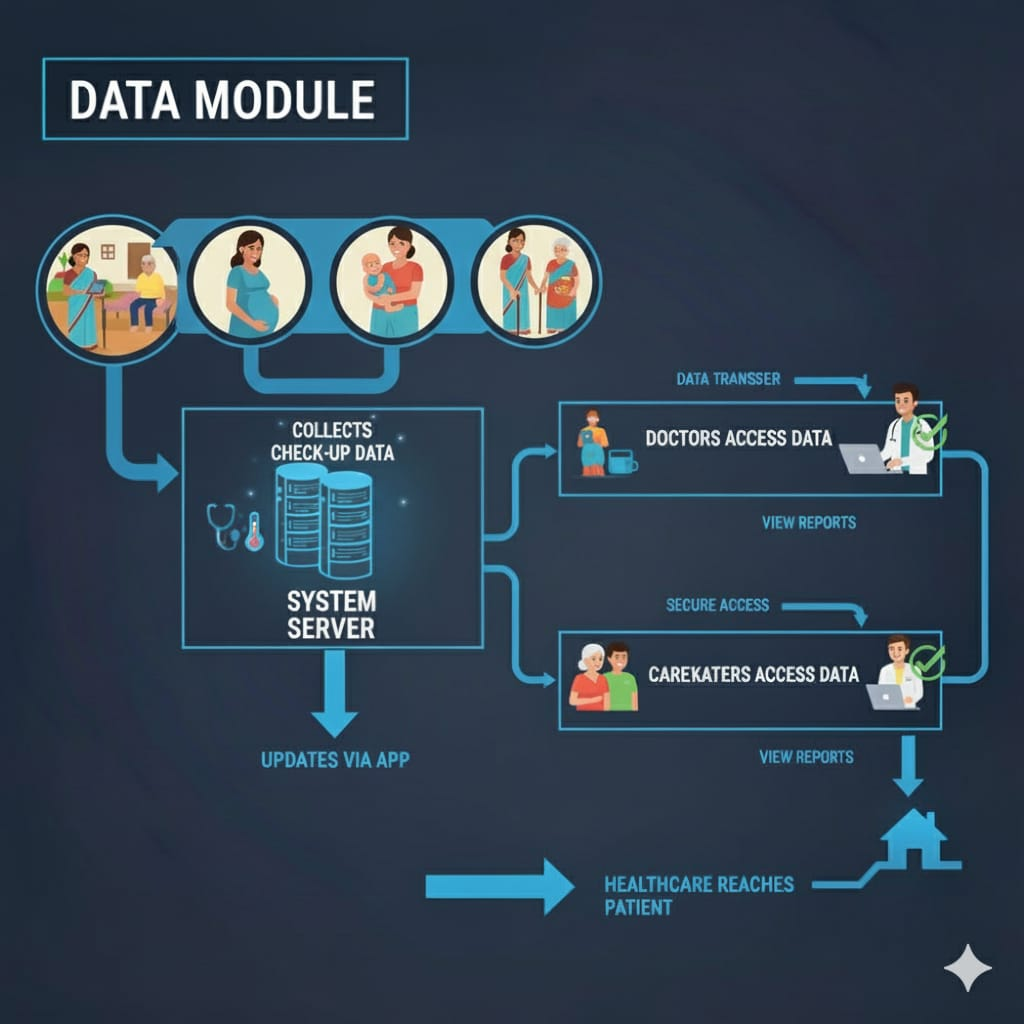 DATA MODULE
COLLECTS
CHECK-UP DATA
SYSTEM
SERVER
UPDATES VIA APP
DATA TRANSSER
DOCTORS ACCESS DATA
VIEW REPORTS
SECURE ACCESS
CAREKATERS ACCESS DATA
VIEW REPORTS
HEALTHCARE REACHES
PATIENT